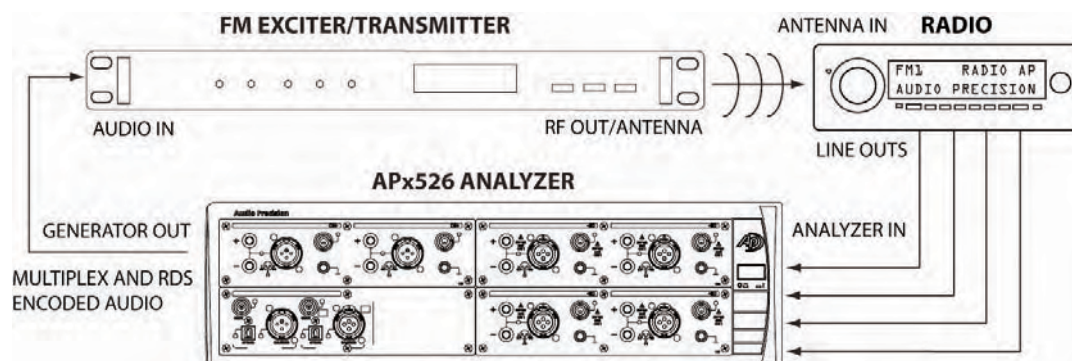 FM EXCITER/TRANSMITTER
ANTENNA IN
RADIO
FM1 RADIO AP
AUDIO PRECISION
AUDIO IN
RF OUT/ANTENNA
LINE OUTS
APx526 ANALYZER
Audio Precision
GENERATOR OUT
ANALYZER IN
MULTIPLEX AND RDS
ENCODED AUDIO